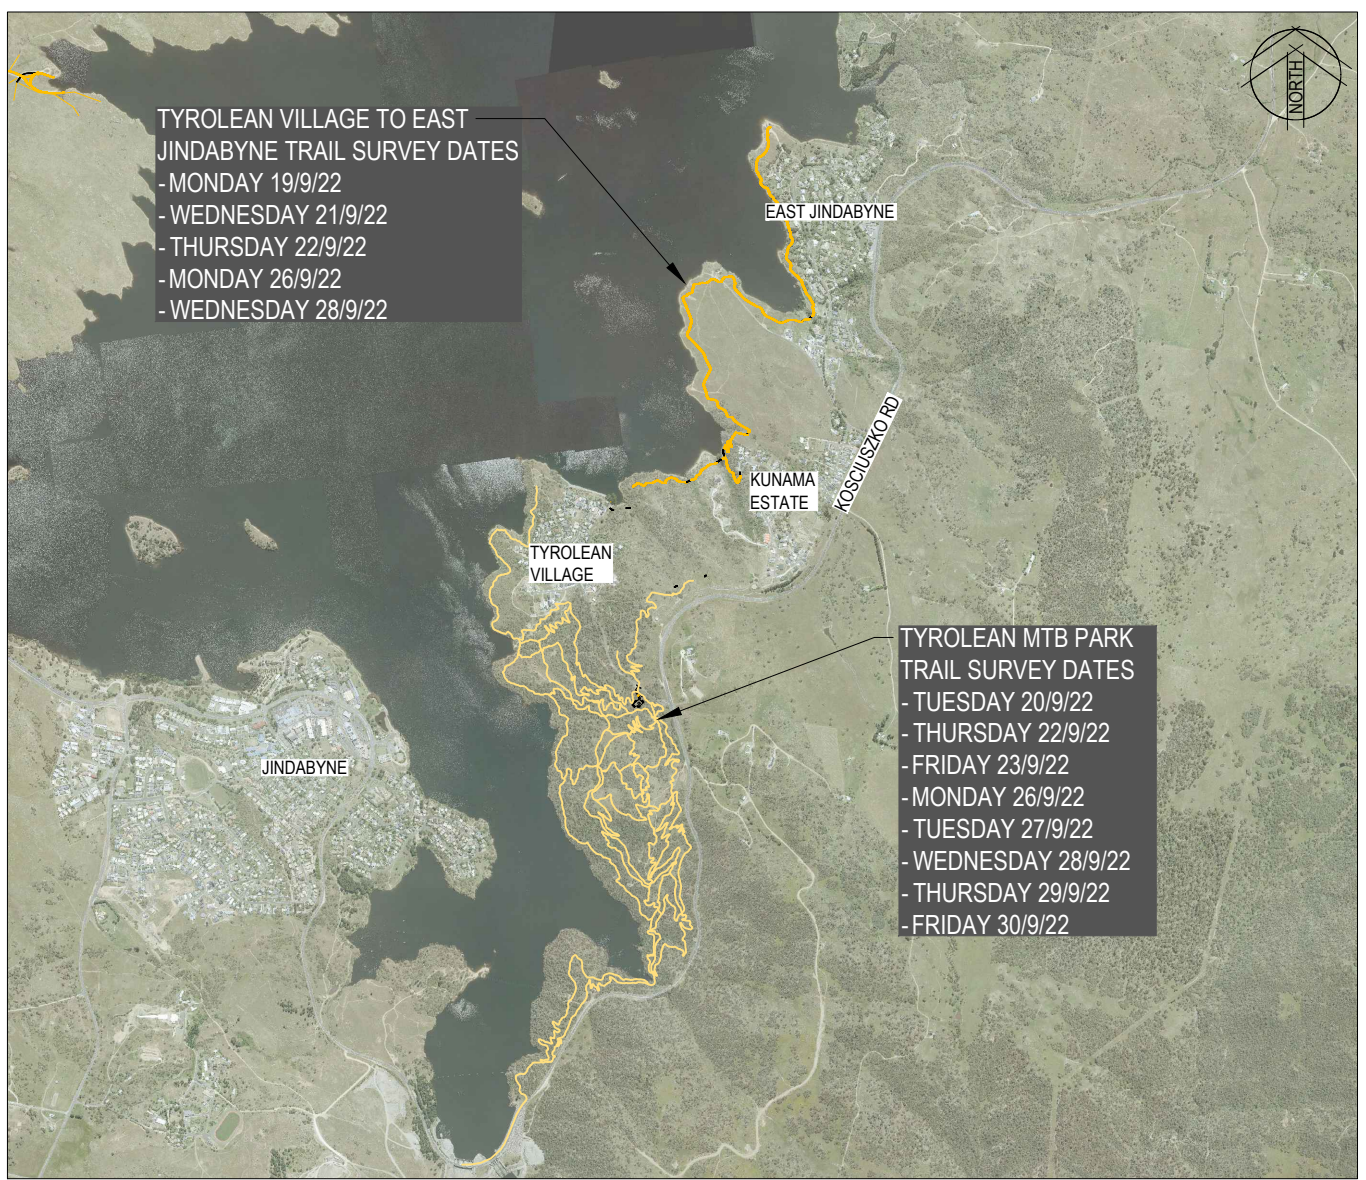 NORTH
TYROLEAN VILLAGE TO EAST
JINDABYNE TRAIL SURVEY DATES
- MONDAY 19/9/22
- WEDNESDAY 21/9/22
- THURSDAY 22/9/22
- MONDAY 26/9/22
- WEDNESDAY 28/9/22
EAST JINDABYNE
KOSCIUSZKO RD
KUNAMA
ESTATE
TYROLEAN
VILLAGE
TYROLEAN MTB PARK
TRAIL SURVEY DATES
- TUESDAY 20/9/22
- THURSDAY 22/9/22
- FRIDAY 23/9/22
- MONDAY 26/9/22
- TUESDAY 27/9/22
- WEDNESDAY 28/9/22
- THURSDAY 29/9/22
- FRIDAY 30/9/22
JINDABYNE